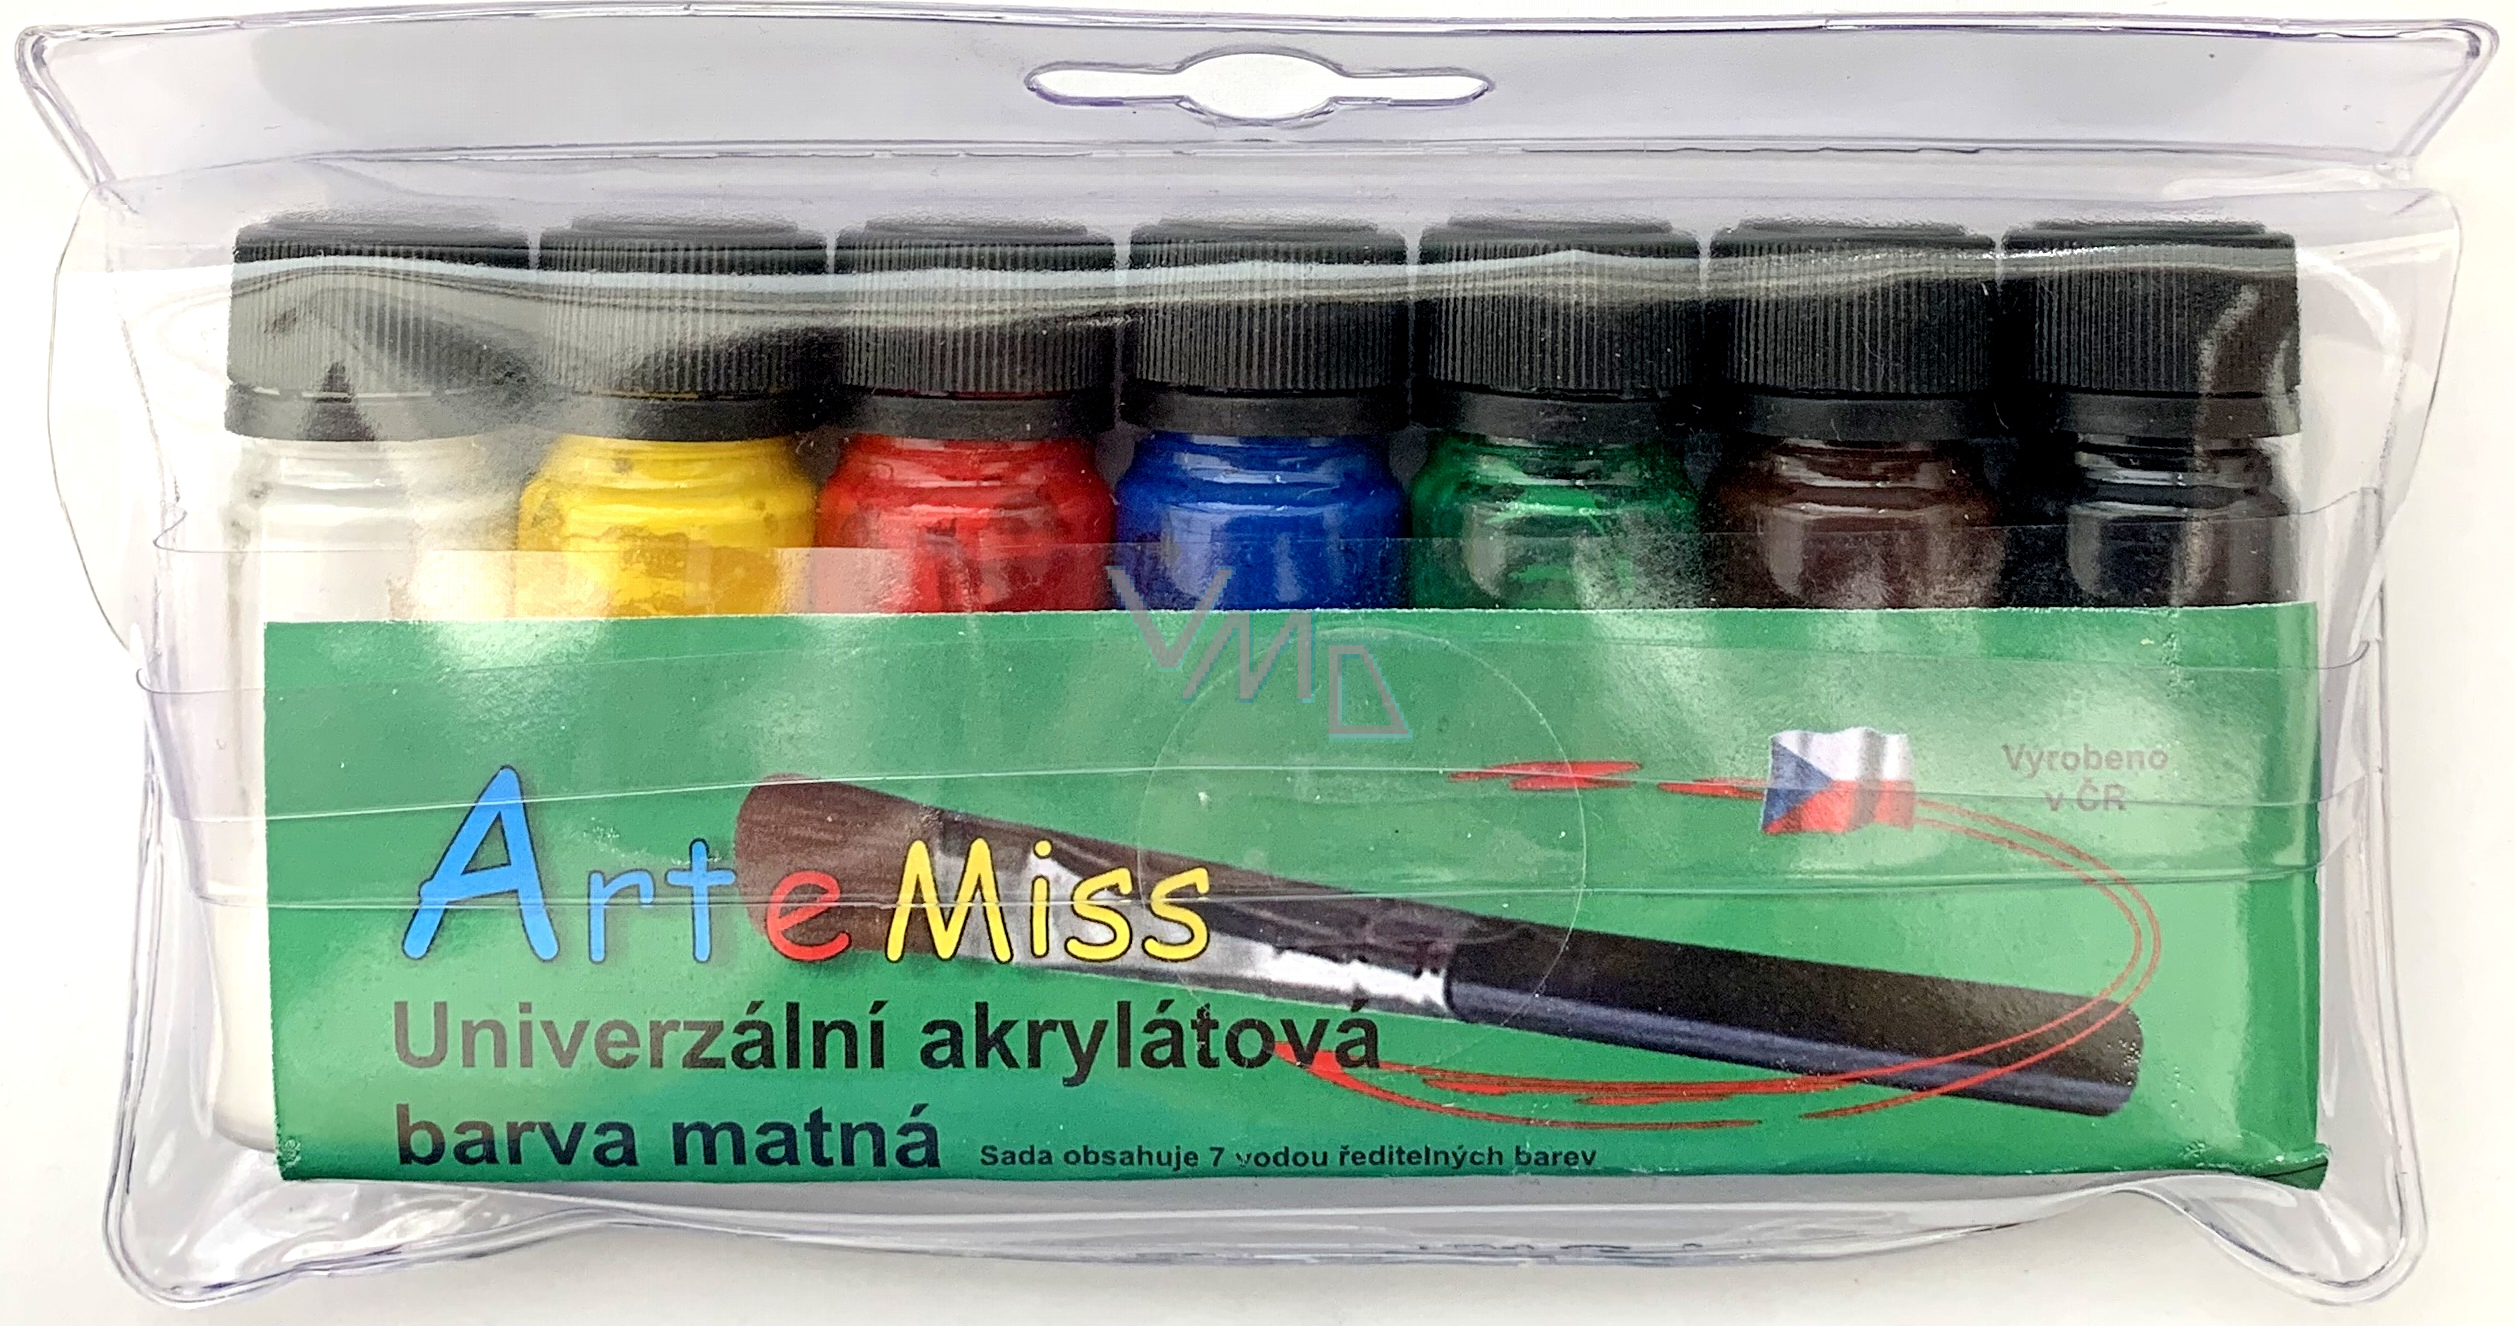 VMD
Vyrobeno
v ČR
ArteMiss
Univerzální akrylátová
barva matná
Sada obsahuje 7 vodou ředitelných barev